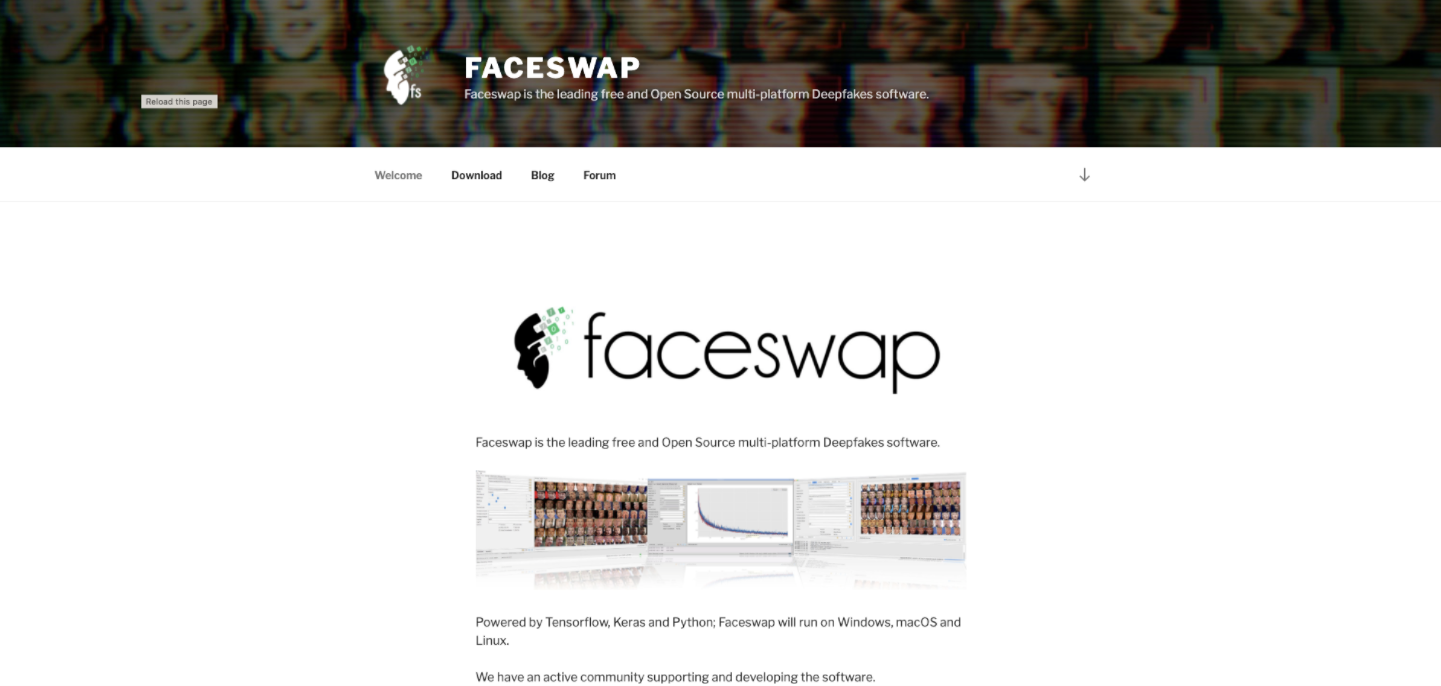 fs
FACESWAP
Faceswap is the leading free and Open Source multi-platform Deepfakes software.
Reload this page
Welcome Download Blog Forum
faceswap
Faceswap is the leading free and Open Source multi-platform Deepfakes software.
Powered by Tensorflow, Keras and Python; Faceswap will run on Windows, macOS and
Linux.
We have an active community supporting and developing the software.